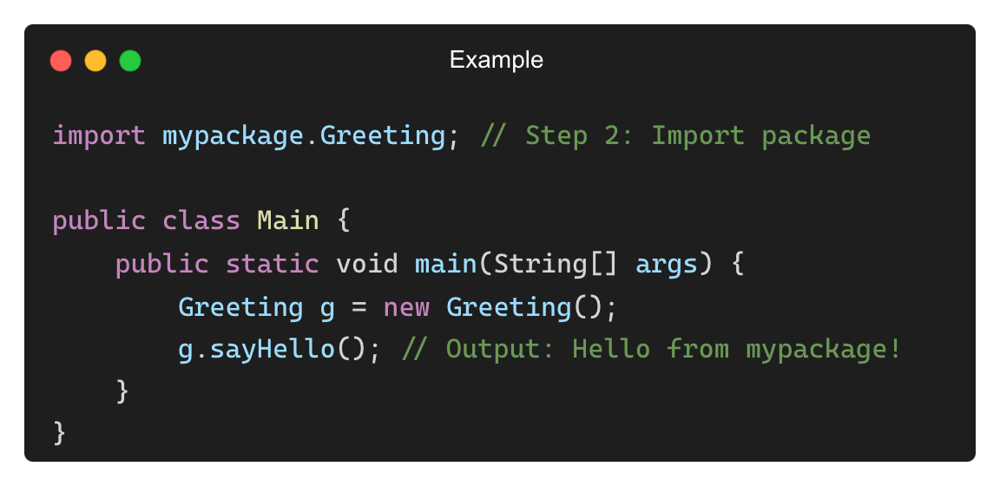 Example
import mypackage.Greeting; // Step 2: Import package
public class Main {
    public static void main(String[] args) {
        Greeting g = new Greeting();
        g.sayHello(); // Output: Hello from mypackage!
    }
}